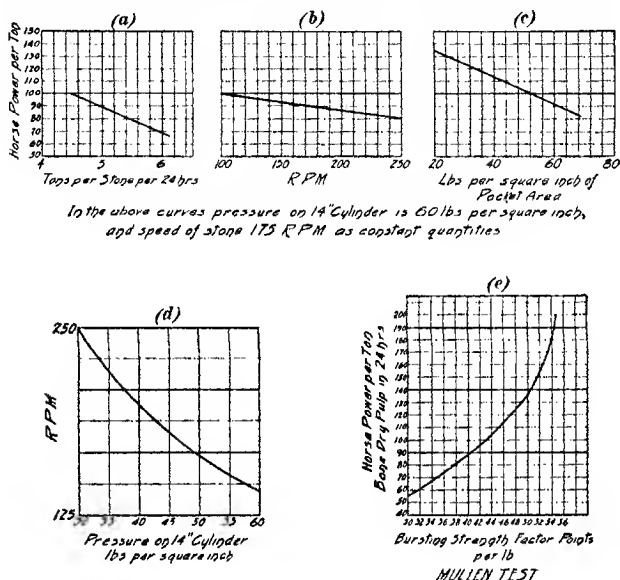 (a) (b) (c)
Horse Power per Ton
150
140
130
120
110
100
90
80
70
60
50
4 5 6
Tons per Stone per 24 hrs
100 150 200 250
RPM
20 40 60 80
Lbs per square inch of
Pocket Area
In the above curves pressure on 14" Cylinder is 60 lbs per square inch,
and speed of stone 175 RPM as constant quantities
(d)
250
RPM
125
30 35 40 45 50 55 60
Pressure on 14" Cylinder
lbs per square inch
(e)
Horse Power per Ton
Bone Dry Pulp in 24 hrs
200
190
180
170
160
150
140
130
120
110
100
90
80
70
60
40
30 32 34 36 38 40 42 44 46 48 50 52 54 56
Bursting Strength Factor Points
per lb
MULLEN TEST